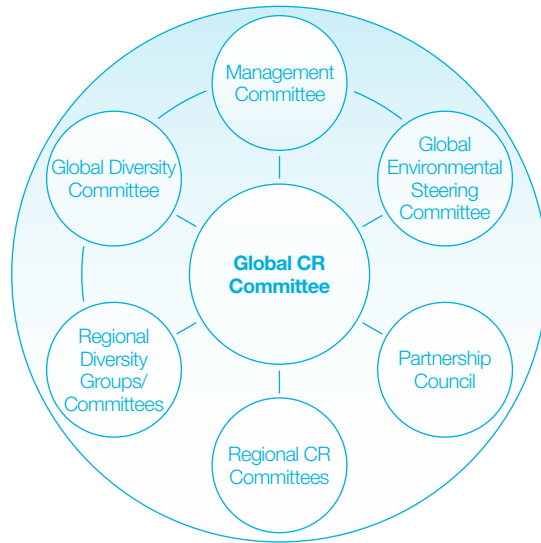 Management
Committee
Global
Environmental
Steering
Committee
Global Diversity
Committee
Global CR
Committee
Regional
Diversity
Groups/
Committees
Partnership
Council
Regional CR
Committees